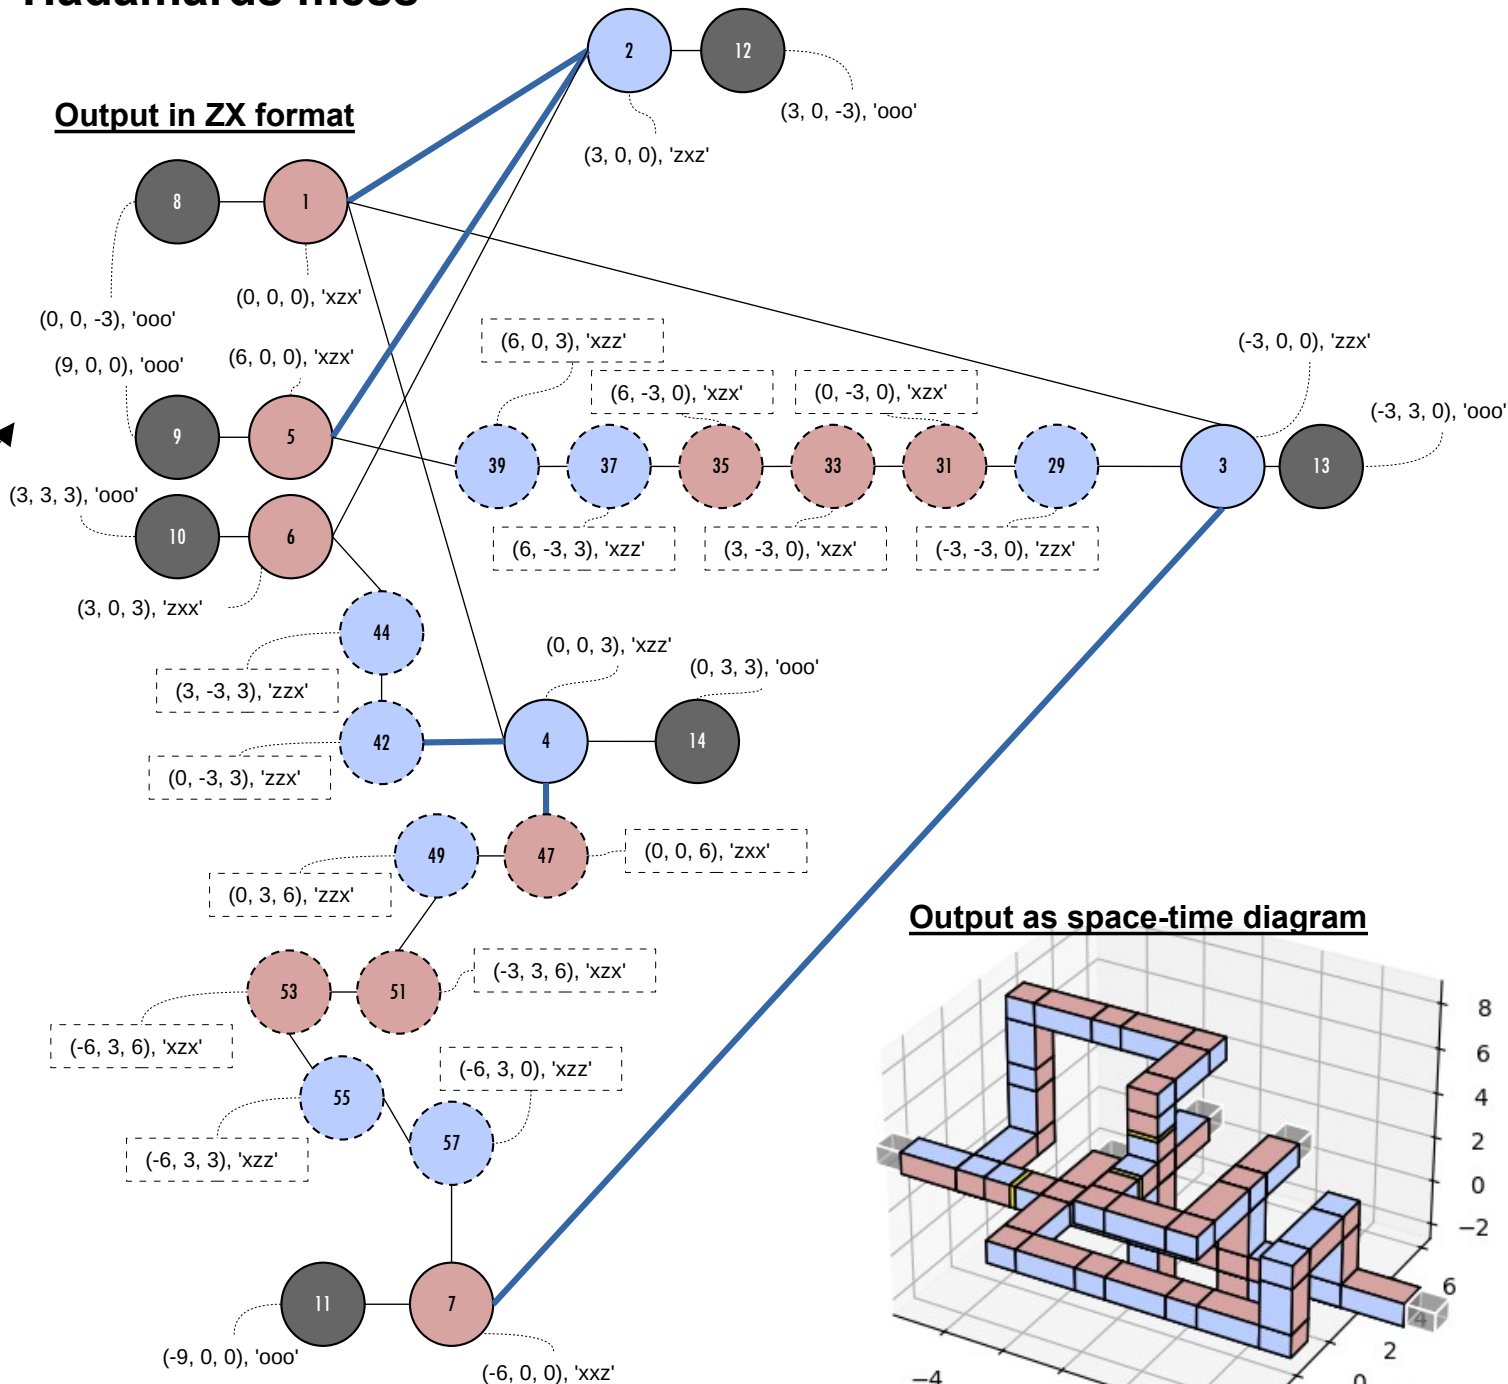 Output in ZX format
2
12
(3, 0, -3), 'ooo'
(3, 0, 0), 'zxz'
8
1
(0, 0, 0), 'xzx'
(0, 0, -3), 'ooo'
(6, 0, 0), 'xzx'
(9, 0, 0), 'ooo'
(6, 0, 3), 'xzz'
(-3, 0, 0), 'zzx'
(6, -3, 0), 'xzx'
(0, -3, 0), 'xzx'
(-3, 3, 0), 'ooo'
9
5
39
37
35
33
31
29
3
13
(3, 3, 3), 'ooo'
10
6
(6, -3, 3), 'xzz'
(3, -3, 0), 'xzx'
(-3, -3, 0), 'zzx'
(3, 0, 3), 'zxx'
44
(0, 0, 3), 'xzz'
(0, 3, 3), 'ooo'
(3, -3, 3), 'zzx'
42
4
14
(0, -3, 3), 'zzx'
49
47
(0, 0, 6), 'zxx'
(0, 3, 6), 'zzx'
(-3, 3, 6), 'xzx'
53
51
(-6, 3, 6), 'xzx'
(-6, 3, 0), 'xzz'
55
57
(-6, 3, 3), 'xzz'
11
7
(-9, 0, 0), 'ooo'
(-6, 0, 0), 'xxz'
Output as space-time diagram
8
6
4
2
0
−2
6
4
2
0
−4